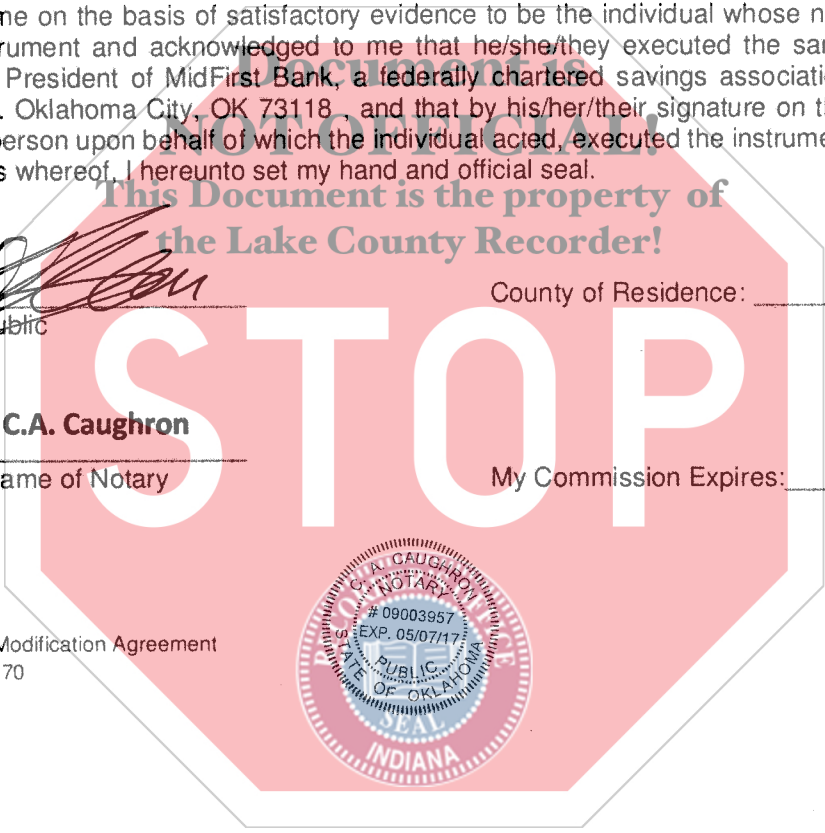 ne on the basis of satisfactory evidence to be the individual whose n
rument and acknowledged to me that he/she/they executed the sar
President of MidFirst Bank, a federally chartered savings associati
. Oklahoma City, OK 73118 , and that by his/her/their signature on t
erson upon behalf of which the individual acted, executed the instrume
s whereof, I hereunto set my hand and official seal.
Document is
NOT OFFICIAL!
This Document is the property of
the Lake County Recorder!
STOP
County of Residence:
ublic
C.A. Caughron
ame of Notary
My Commission Expires:
C. A. CAUGHRON
NOTARY
# 09003957
EXP. 05/07/17
PUBLIC
STATE OF OKLAHOMA
SEAL
INDIANA
Modification Agreement
70